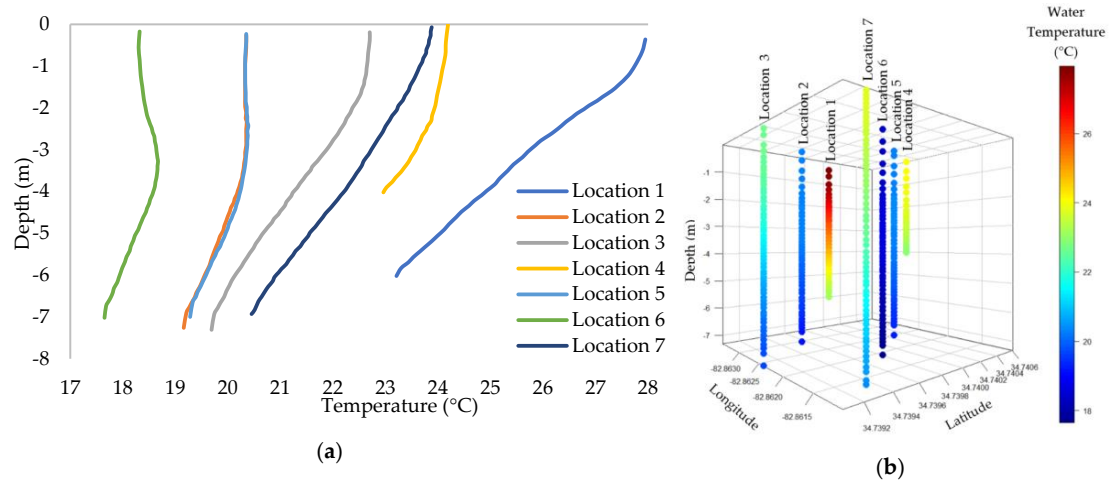 0
-1
-2
-3
-4
-5
-6
-7
-8
Depth (m)
17
18
19
20
21
22
23
24
25
26
27
28
Temperature (°C)
Location 1
Location 2
Location 3
Location 4
Location 5
Location 6
Location 7
(a)
Water
Temperature
(°C)
26
24
22
20
18
Location 3
Location 2
Location 1
Location 7
Location 6
Location 5
Location 4
-1
-2
-3
-4
-5
-6
-7
Depth (m)
-82.8630
-82.8625
-82.8620
-82.8615
Longitude
34.7392
34.7394
34.7396
34.7398
34.7400
34.7402
34.7404
34.7406
Latitude
(b)